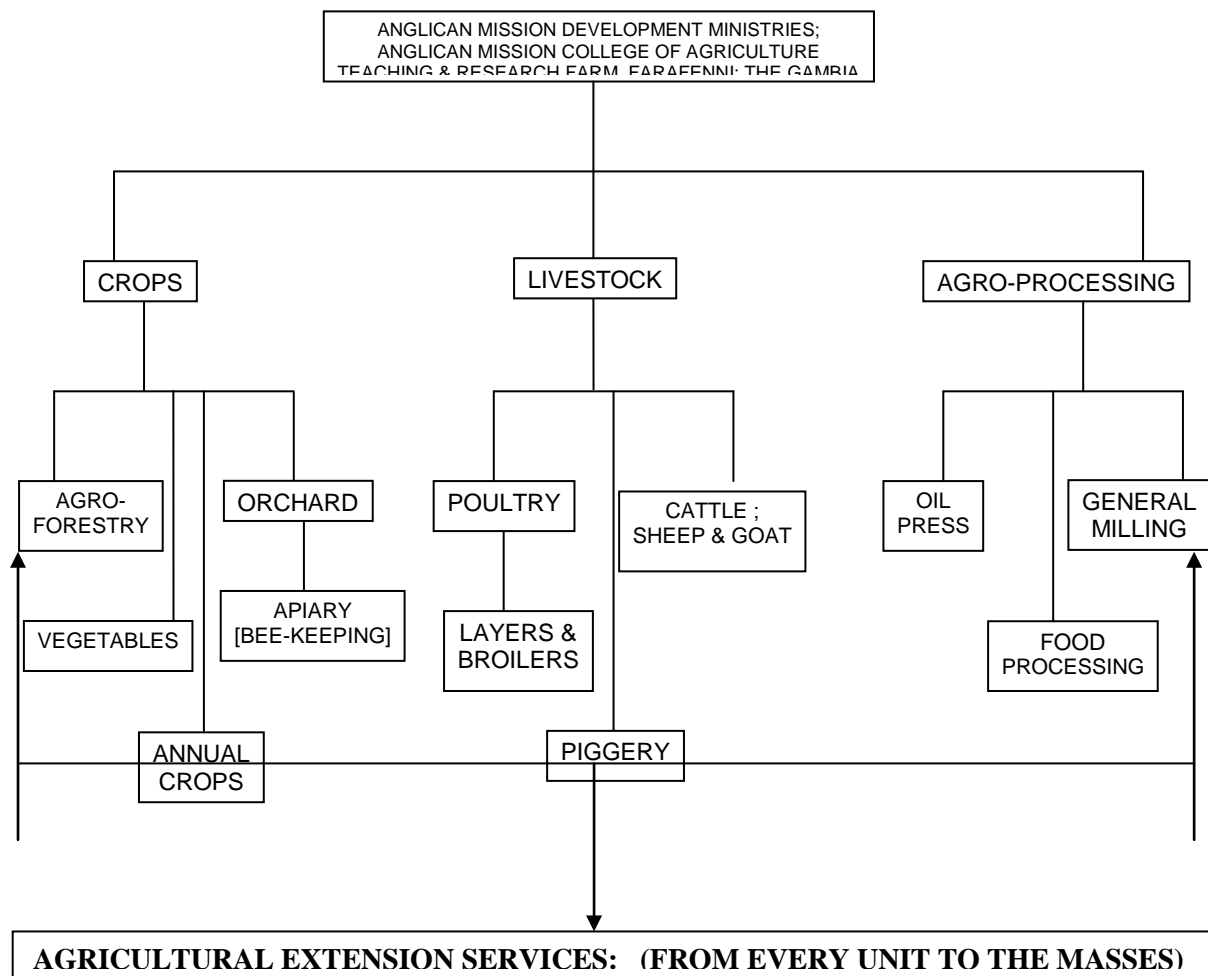 ANGLICAN MISSION DEVELOPMENT MINISTRIES;
ANGLICAN MISSION COLLEGE OF AGRICULTURE
TEACHING & RESEARCH FARM, FARAFENNI; THE GAMBIA
CROPS
LIVESTOCK
AGRO-PROCESSING
AGRO-
FORESTRY
ORCHARD
POULTRY
CATTLE ;
SHEEP & GOAT
OIL
PRESS
GENERAL
MILLING
VEGETABLES
APIARY
[BEE-KEEPING]
LAYERS &
BROILERS
FOOD
PROCESSING
ANNUAL
CROPS
PIGGERY
AGRICULTURAL EXTENSION SERVICES: (FROM EVERY UNIT TO THE MASSES)